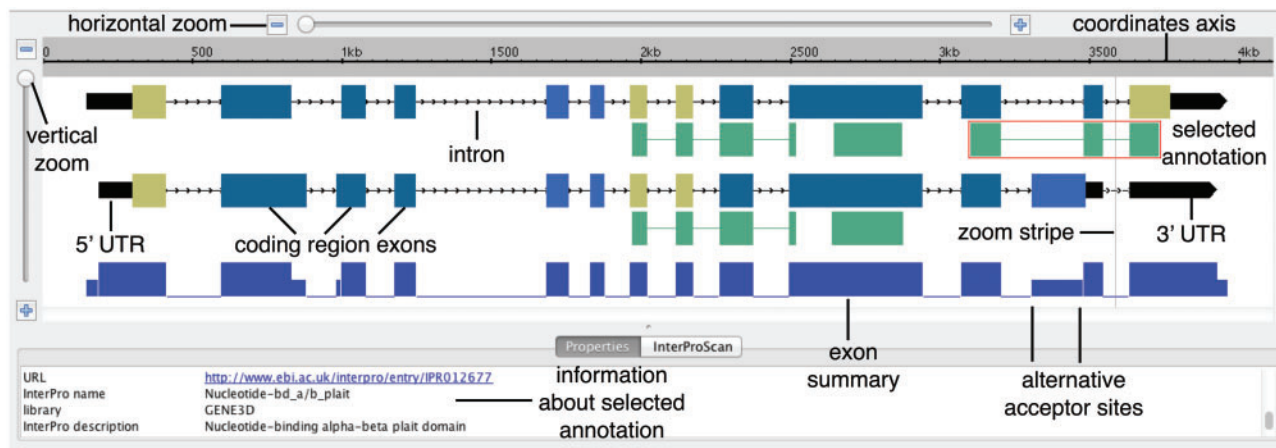 horizontal zoom
coordinates axis
0 500 1kb 1500 2kb 2500 3kb 3500 4kb
vertical
zoom
intron
selected
annotation
5' UTR
coding region exons
zoom stripe
3' UTR
Properties InterProScan
exon
summary
alternative
acceptor sites
URL http://www.ebi.ac.uk/interpro/entry/IPR012677
InterPro name Nucleotide-bd_a/b_plait
library GENE3D
InterPro description Nucleotide-binding alpha-beta plait domain
information
about selected
annotation